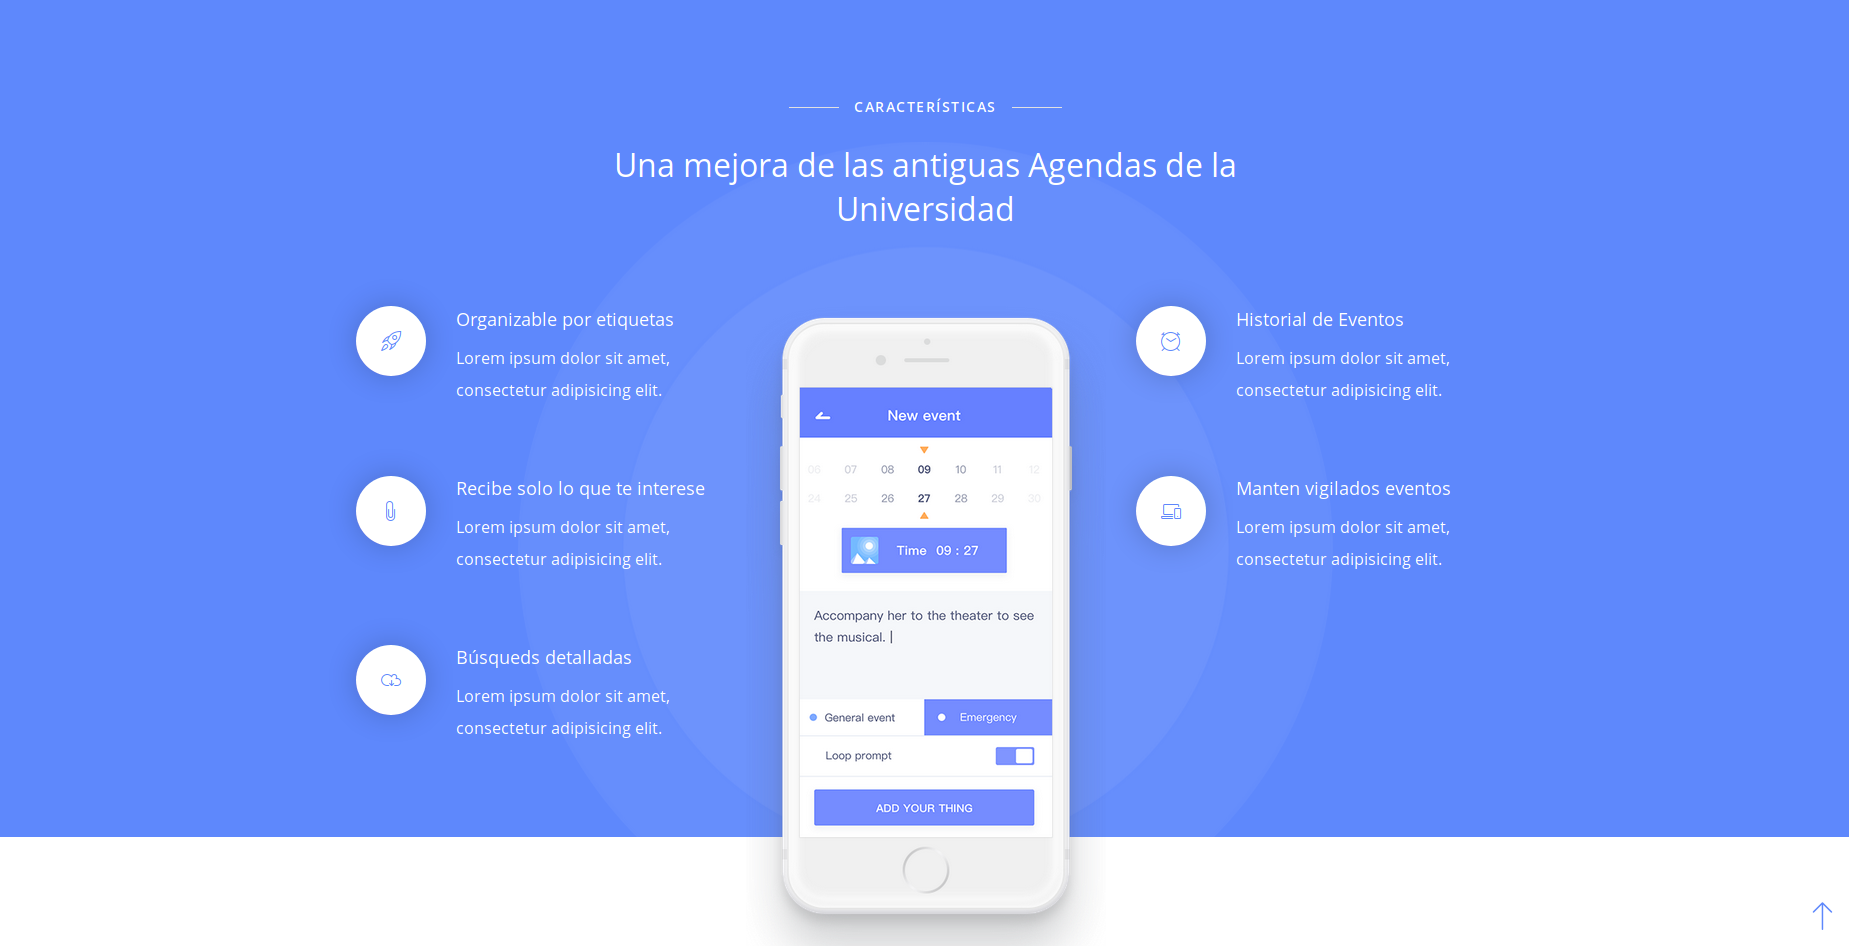 CARACTERÍSTICAS
Una mejora de las antiguas Agendas de la
Universidad
Organizable por etiquetas
Lorem ipsum dolor sit amet,
consectetur adipisicing elit.
Recibe solo lo que te interese
Lorem ipsum dolor sit amet,
consectetur adipisicing elit.
Búsqueds detalladas
Lorem ipsum dolor sit amet,
consectetur adipisicing elit.
New event
06 07 08 09 10 11 12
24 25 26 27 28 29 30
Time 09 : 27
Accompany her to the theater to see
the musical.
General event Emergency
Loop prompt
ADD YOUR THING
Historial de Eventos
Lorem ipsum dolor sit amet,
consectetur adipisicing elit.
Manten vigilados eventos
Lorem ipsum dolor sit amet,
consectetur adipisicing elit.